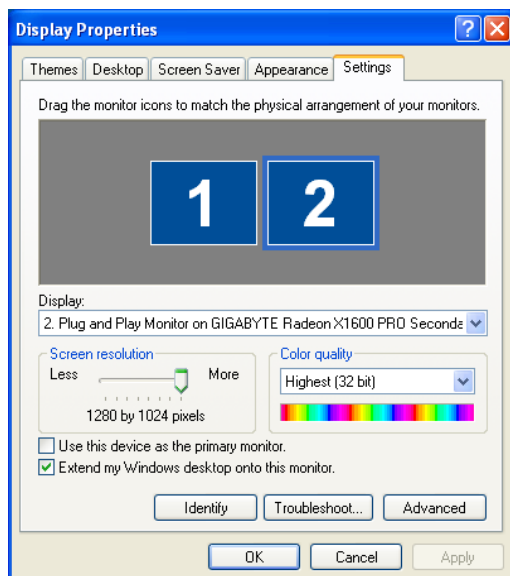 Display Properties
Themes Desktop Screen Saver Appearance Settings
Drag the monitor icons to match the physical arrangement of your monitors.
1 2
Display:
2. Plug and Play Monitor on GIGABYTE Radeon X1600 PRO Seconda
Screen resolution Color quality
Less More Highest (32 bit)
1280 by 1024 pixels
Use this device as the primary monitor.
Extend my Windows desktop onto this monitor.
Identify Troubleshoot... Advanced
OK Cancel Apply